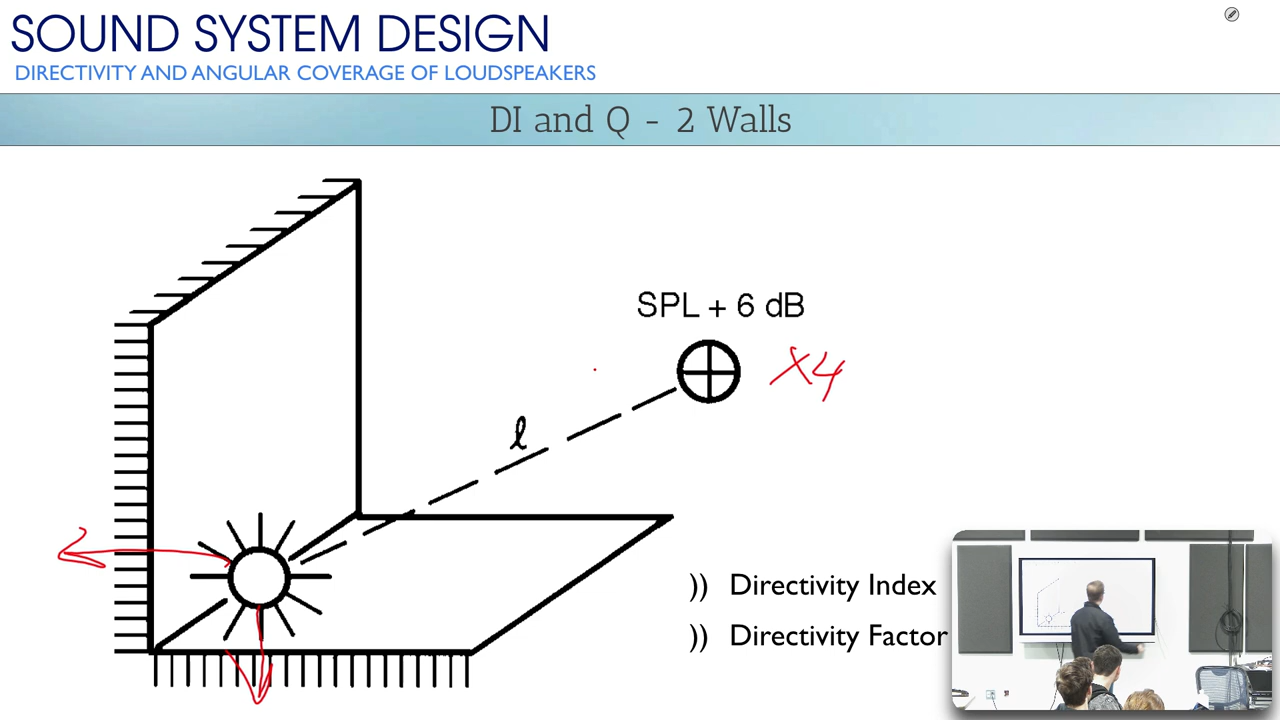 SOUND SYSTEM DESIGN
DIRECTIVITY AND ANGULAR COVERAGE OF LOUDSPEAKERS
DI and Q - 2 Walls
SPL + 6 dB
X4
ℓ
)) Directivity Index
)) Directivity Factor